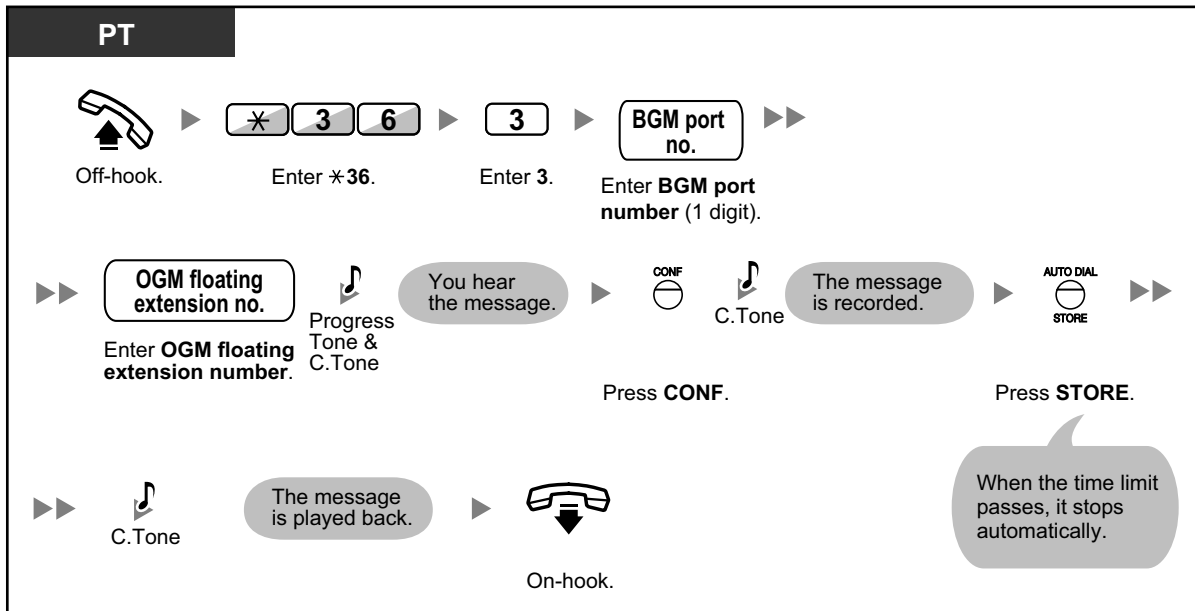 PT
✳ 3 6
3
BGM port
no.
Off-hook.
Enter ✳36.
Enter 3.
Enter BGM port
number (1 digit).
OGM floating
extension no.
Enter OGM floating
extension number.
Progress
Tone &
C.Tone
You hear
the message.
CONF
Press CONF.
C.Tone
The message
is recorded.
AUTO DIAL
STORE
Press STORE.
When the time limit
passes, it stops
automatically.
C.Tone
The message
is played back.
On-hook.